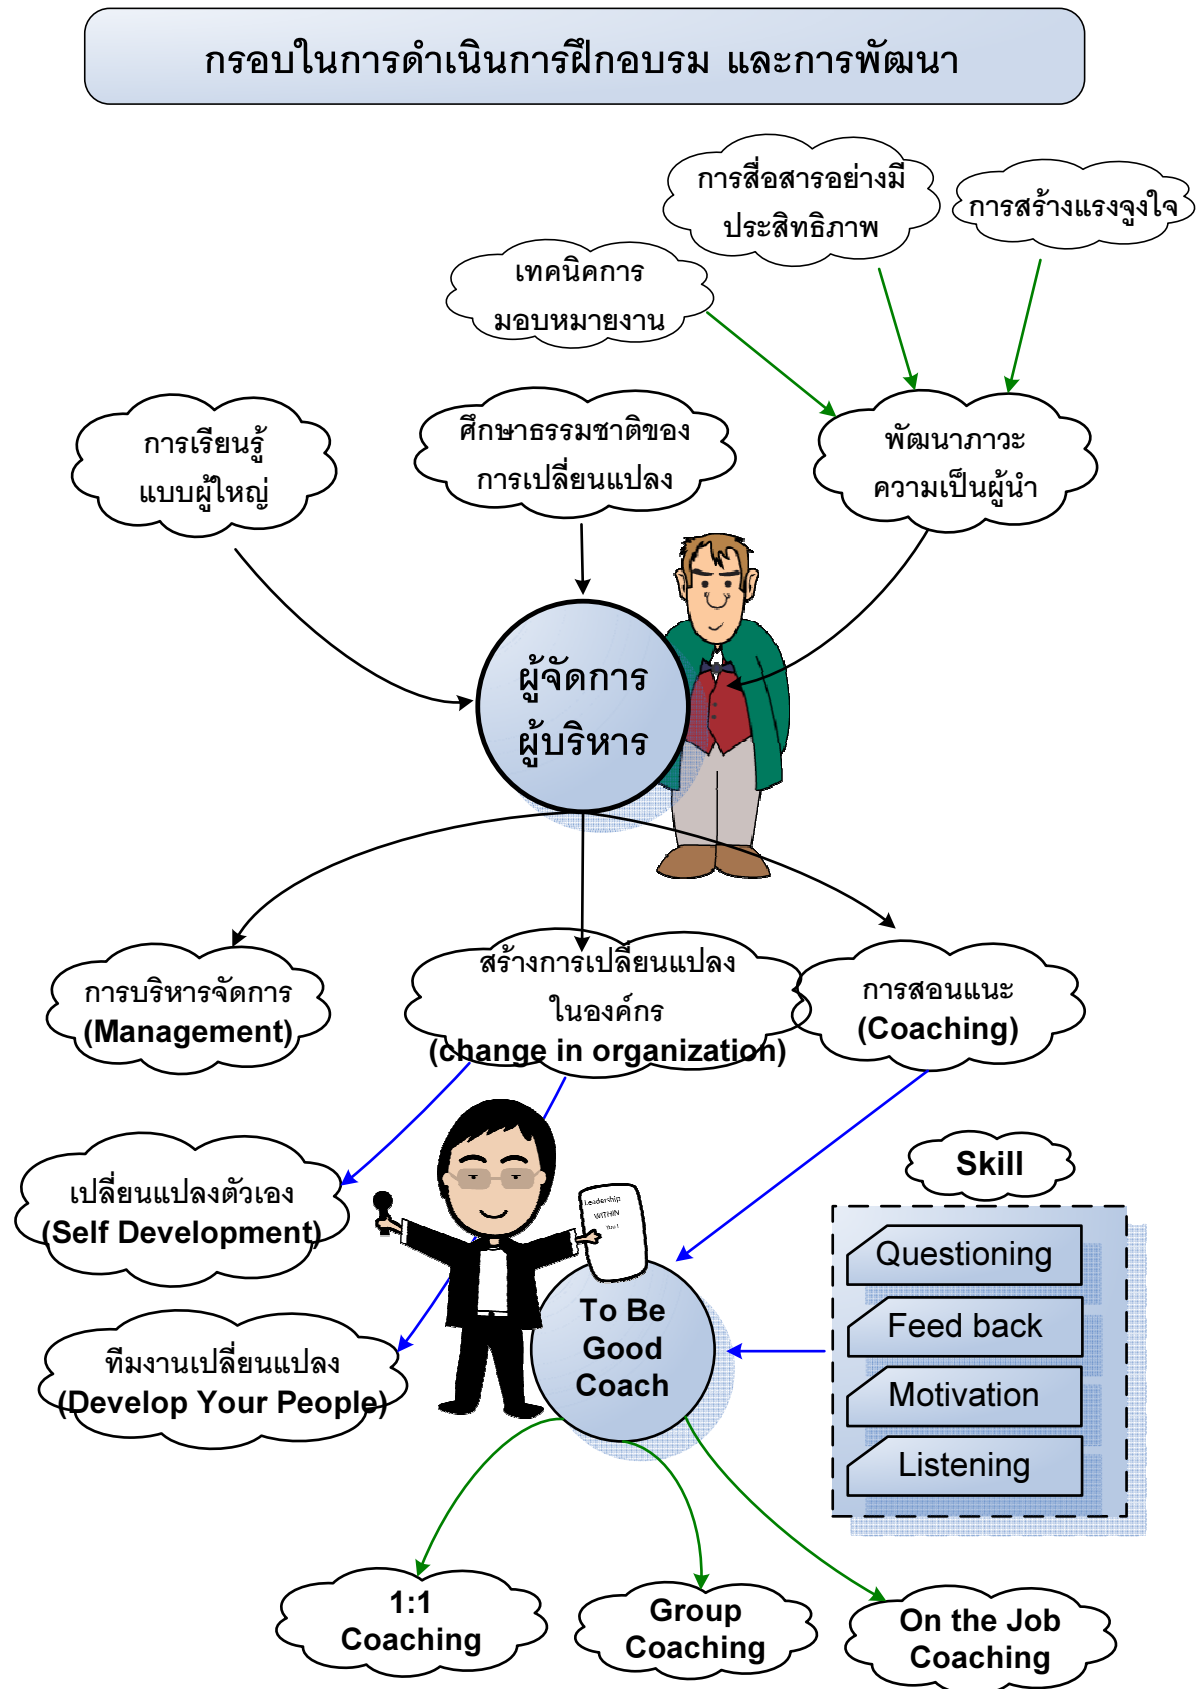 กรอบในการดำเนินการฝึกอบรม และการพัฒนา
การสื่อสารอย่างมี
ประสิทธิภาพ
การสร้างแรงจูงใจ
เทคนิคการ
มอบหมายงาน
การเรียนรู้
แบบผู้ใหญ่
ศึกษาธรรมชาติของ
การเปลี่ยนแปลง
พัฒนาภาวะ
ความเป็นผู้นำ
ผู้จัดการ
ผู้บริหาร
การบริหารจัดการ
(Management)
สร้างการเปลี่ยนแปลง
ในองค์กร
(change in organization)
การสอนแนะ
(Coaching)
เปลี่ยนแปลงตัวเอง
(Self Development)
ทีมงานเปลี่ยนแปลง
(Develop Your People)
Leadership
WITHIN
To Be
Good
Coach
Skill
Questioning
Feed back
Motivation
Listening
1:1
Coaching
Group
Coaching
On the Job
Coaching